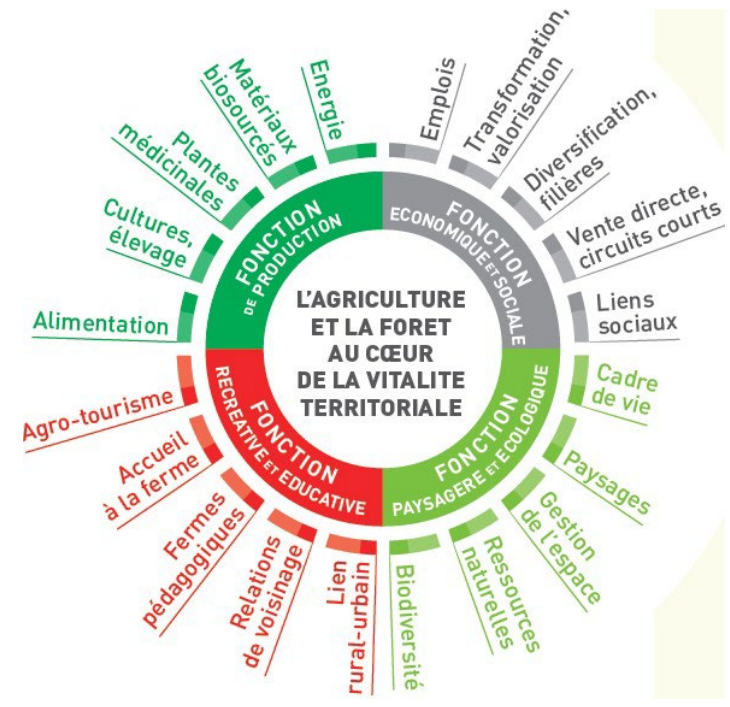 L'AGRICULTURE
ET LA FORET
AU CŒUR
DE LA VITALITE
TERRITORIALE
FONCTION
DE PRODUCTION
Alimentation
Cultures,
élevage
Plantes
médicinales
Matériaux
biosourcés
Energie
FONCTION
ECONOMIQUE ET SOCIALE
Emplois
Transformation,
valorisation
Diversification,
filières
Vente directe,
circuits courts
Liens
sociaux
FONCTION
PAYSAGERE ET ECOLOGIQUE
Cadre
de vie
Paysages
Gestion
de l'espace
Ressources
naturelles
Biodiversité
FONCTION
RECREATIVE ET EDUCATIVE
Lien
rural-urbain
Relations
de voisinage
Fermes
pédagogiques
Accueil
à la ferme
Agro-tourisme